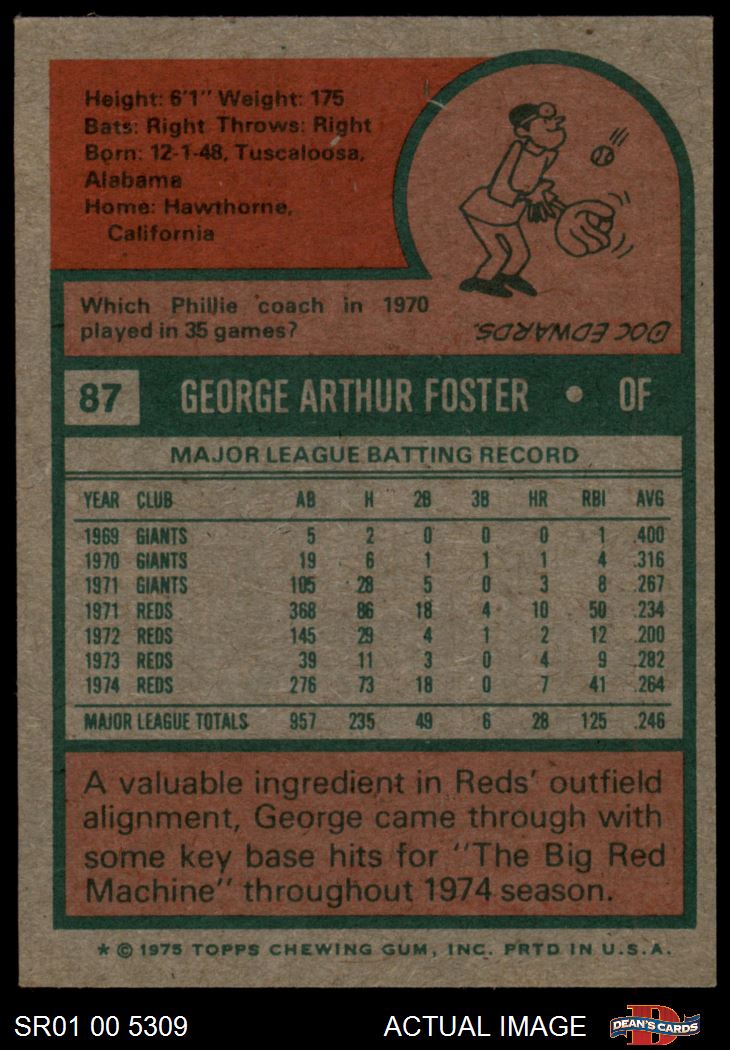 Height: 6'1" Weight: 175
Bats: Right Throws: Right
Born: 12-1-48, Tuscaloosa,
Alabama
Home: Hawthorne,
California
Which Phillie coach in 1970
played in 35 games?
DOC EDWARDS.
87 GEORGE ARTHUR FOSTER • OF
MAJOR LEAGUE BATTING RECORD
YEAR CLUB AB H 2B 3B HR RBI AVG
1969 GIANTS 5 2 0 0 0 1 .400
1970 GIANTS 19 6 1 1 1 4 .316
1971 GIANTS 105 28 5 0 3 8 .267
1971 REDS 368 86 18 4 10 50 .234
1972 REDS 145 29 4 1 2 12 .200
1973 REDS 39 11 3 0 4 9 .282
1974 REDS 276 73 18 0 7 41 .264
MAJOR LEAGUE TOTALS 957 235 49 6 28 125 .246
A valuable ingredient in Reds' outfield
alignment, George came through with
some key base hits for "The Big Red
Machine" throughout 1974 season.
* © 1975 TOPPS CHEWING GUM, INC. PRTD IN U.S.A.
SR01 00 5309 ACTUAL IMAGE DEAN'S CARDS